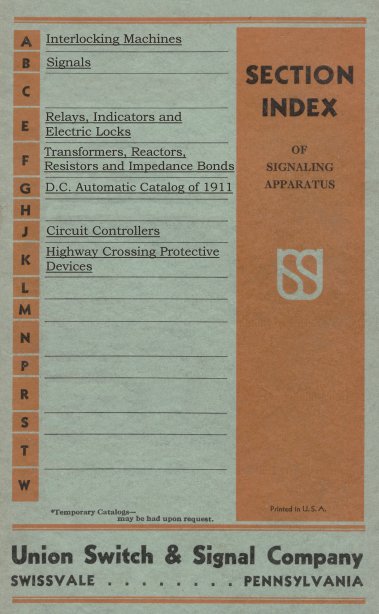 A Interlocking Machines
B Signals
C
E Relays, Indicators and
Electric Locks
F Transformers, Reactors,
Resistors and Impedance Bonds
G D.C. Automatic Catalog of 1911
H
J Circuit Controllers
K Highway Crossing Protective
Devices
L
M
N
P
R
S
T
W
*Temporary Catalogs—
may be had upon request.
SECTION
INDEX
OF
SIGNALING
APPARATUS
USS
Printed in U.S.A.
Union Switch & Signal Company
SWISSVALE . . . . . . . . PENNSYLVANIA